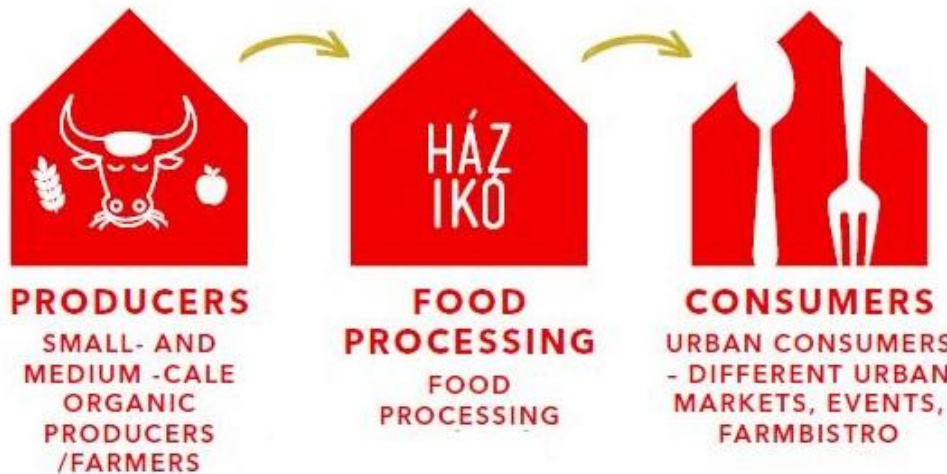 HÁZ
IKÓ
PRODUCERS
SMALL- AND
MEDIUM -CALE
ORGANIC
PRODUCERS
/FARMERS
FOOD
PROCESSING
FOOD
PROCESSING
CONSUMERS
URBAN CONSUMERS
– DIFFERENT URBAN
MARKETS, EVENTS,
FARMBISTRO